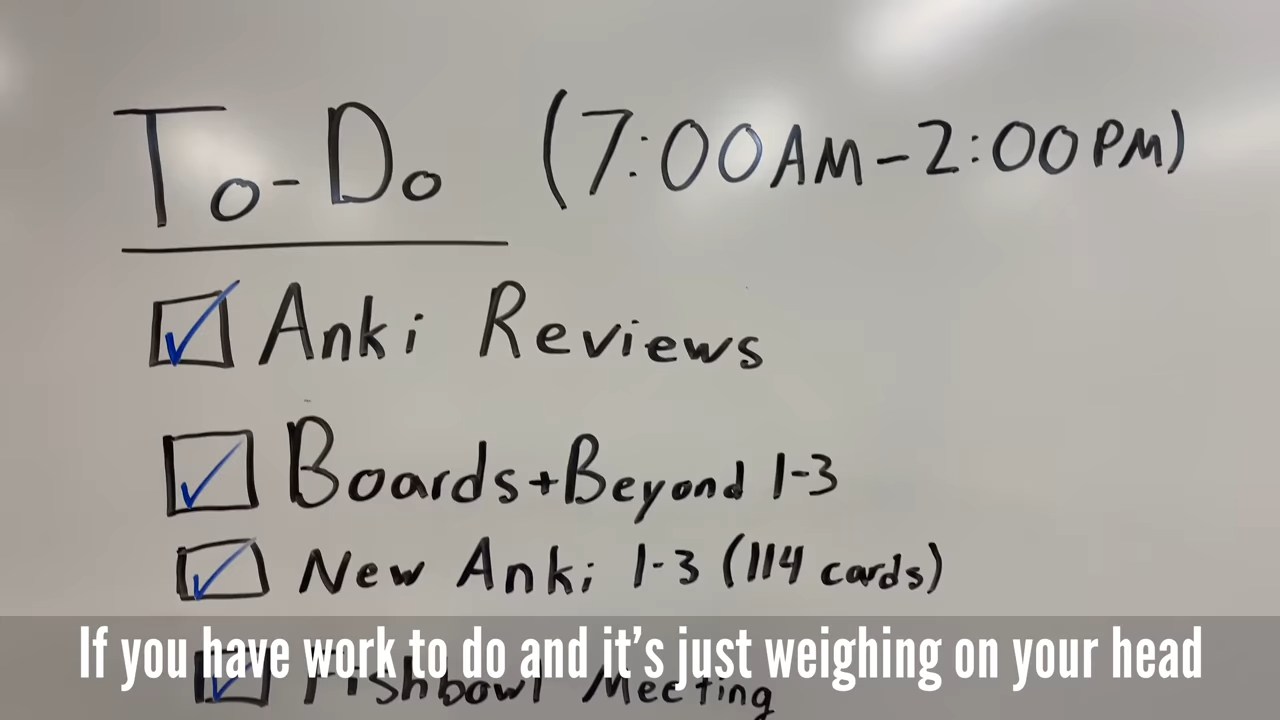 To-Do (7:00AM-2:00PM)
Anki Reviews
Boards+Beyond 1-3
New Anki 1-3 (114 cards)
If you have work to do and it's just weighing on your head
Fishbowl Meeting